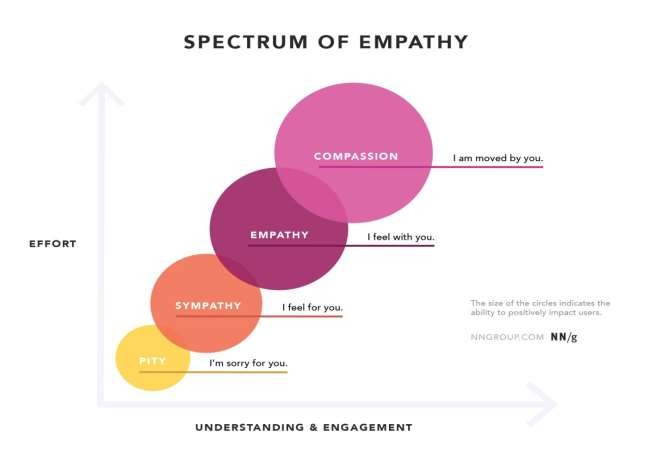 SPECTRUM OF EMPATHY
COMPASSION
I am moved by you.
EMPATHY
I feel with you.
EFFORT
SYMPATHY
I feel for you.
The size of the circles indicates the
ability to positively impact users.
NNGROUP.COM NN/g
PITY
I'm sorry for you.
UNDERSTANDING & ENGAGEMENT